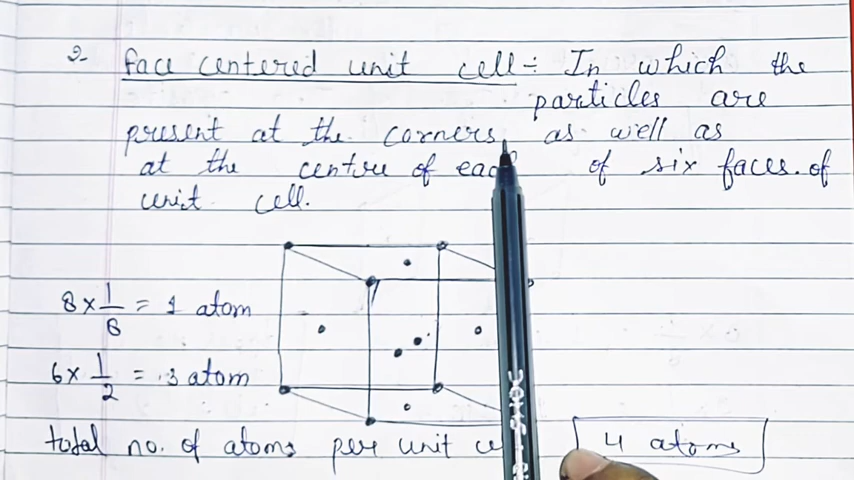 2- face centered unit cell :- In which the
particles are
present at the corners, as well as
at the centre of of six faces. of
unit cell.
8 × 1/8 = 1 atom
6 × 1/2 = 3 atom
total no. of atoms per unit 4 atoms